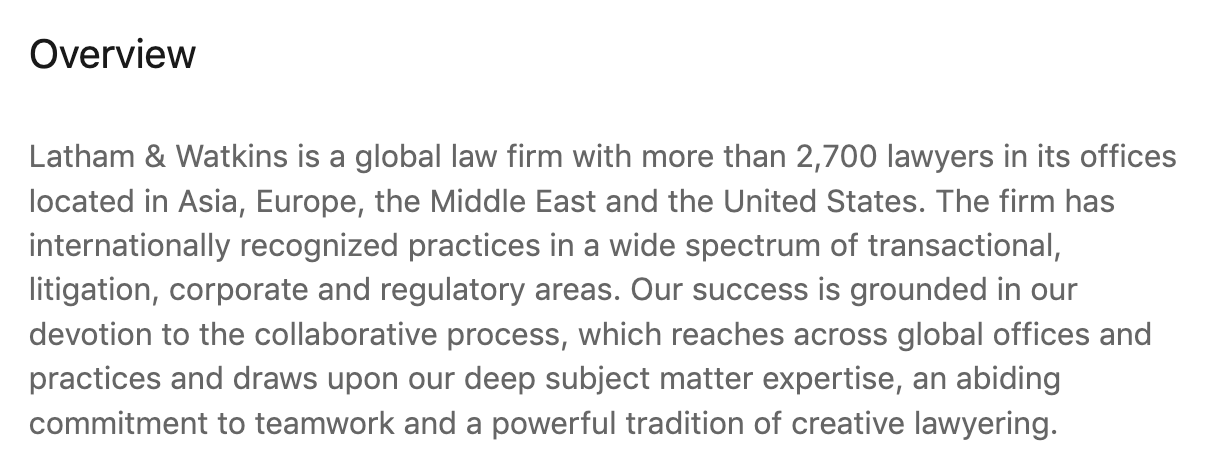 Overview
Latham & Watkins is a global law firm with more than 2,700 lawyers in its offices
located in Asia, Europe, the Middle East and the United States. The firm has
internationally recognized practices in a wide spectrum of transactional,
litigation, corporate and regulatory areas. Our success is grounded in our
devotion to the collaborative process, which reaches across global offices and
practices and draws upon our deep subject matter expertise, an abiding
commitment to teamwork and a powerful tradition of creative lawyering.